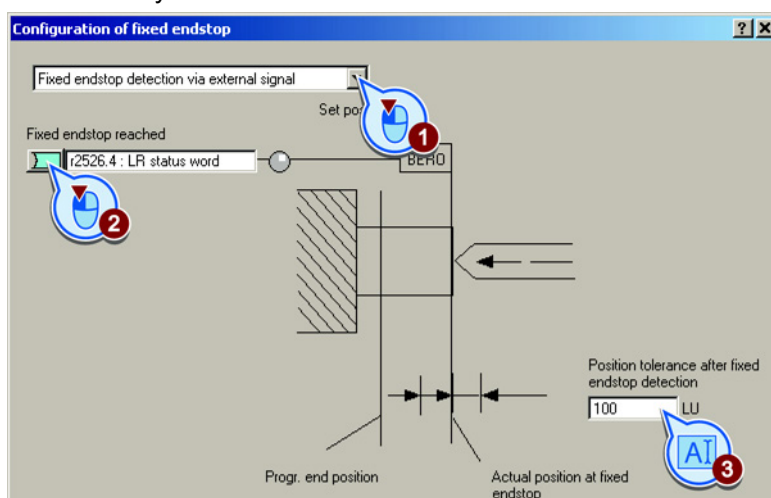 Configuration of fixed endstop
Fixed endstop detection via external signal
Set
1
Fixed endstop reached
r2526.4 : LR status word
BERO
2
Position tolerance after fixed
endstop detection
100 LU
AI
3
Progr. end position
Actual position at fixed
endstop